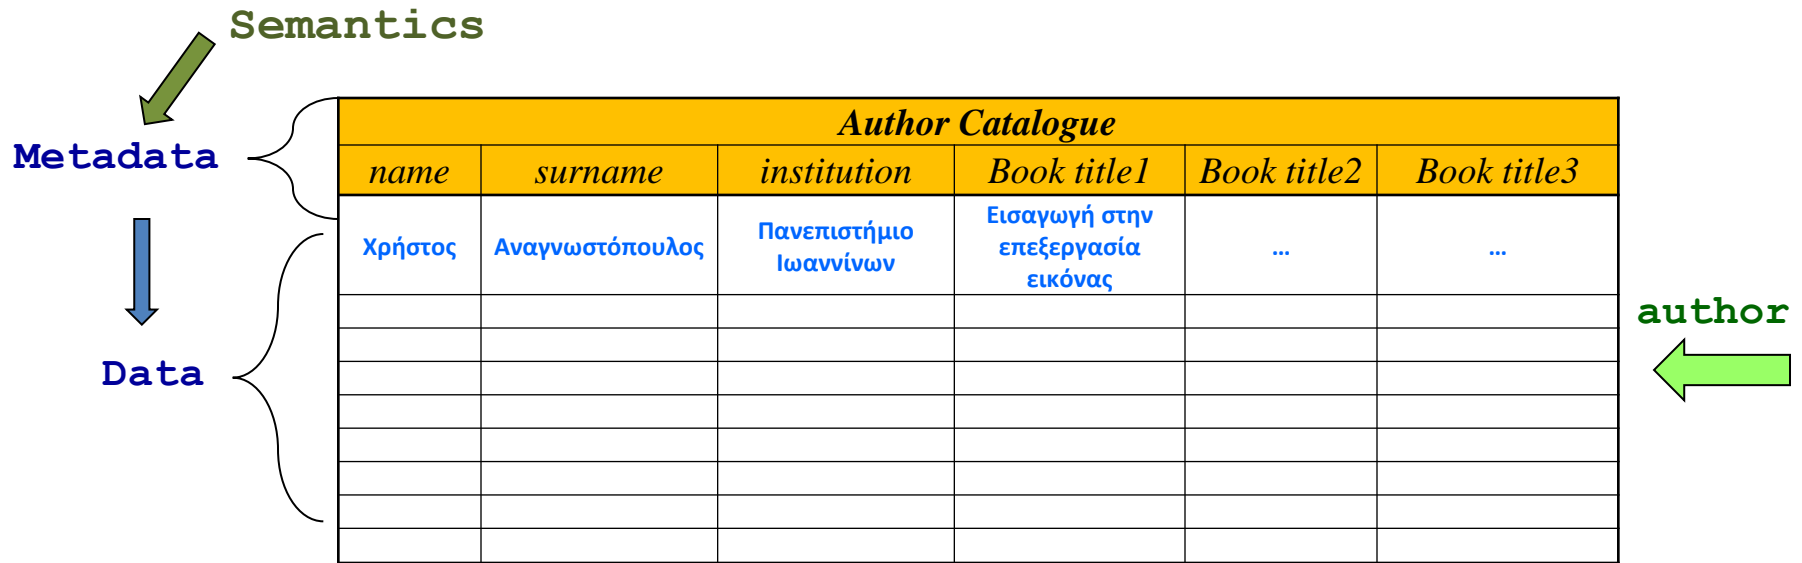 Semantics
Author Catalogue
Metadata
name surname institution Book title1 Book title2 Book title3
Χρήστος Αναγνωστόπουλος Πανεπιστήμιο Ιωαννίνων Εισαγωγή στην επεξεργασία εικόνας ... ...
author
Data